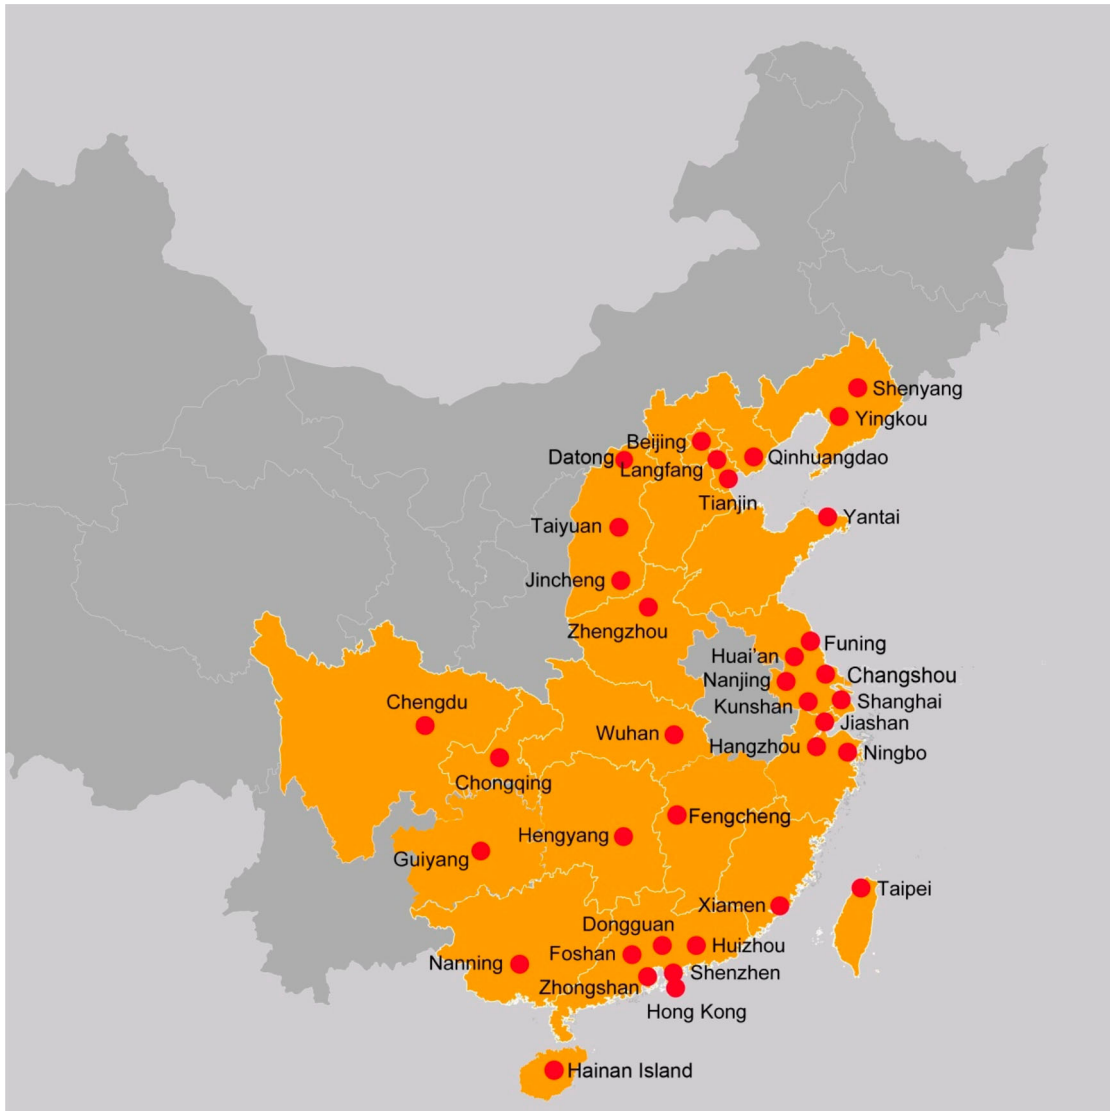 Shenyang
Yingkou
Beijing
Datong
Langfang
Qinhuangdao
Tianjin
Yantai
Taiyuan
Jincheng
Zhengzhou
Funing
Huai'an
Changshou
Nanjing
Kunshan
Shanghai
Jiashan
Chengdu
Wuhan
Hangzhou
Ningbo
Chongqing
Fengcheng
Hengyang
Guiyang
Taipei
Xiamen
Dongguan
Huizhou
Foshan
Nanning
Shenzhen
Zhongshan
Hong Kong
Hainan Island